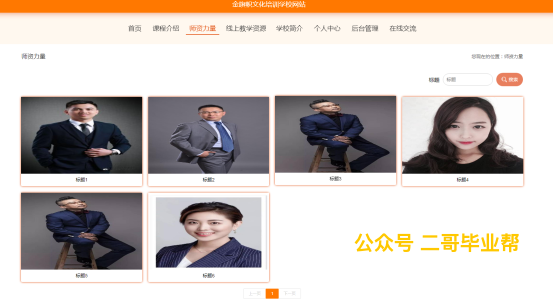 金旗帜文化培训学校网站
首页 课程介绍 师资力量 线上教学资源 学校简介 个人中心 后台管理 在线交流
师资力量 您现在的位置：师资力量
标题 标题 搜索
标题1 标题2 标题3 标题4
标题5 标题6
公众号 二哥毕业帮
上一页 1 下一页